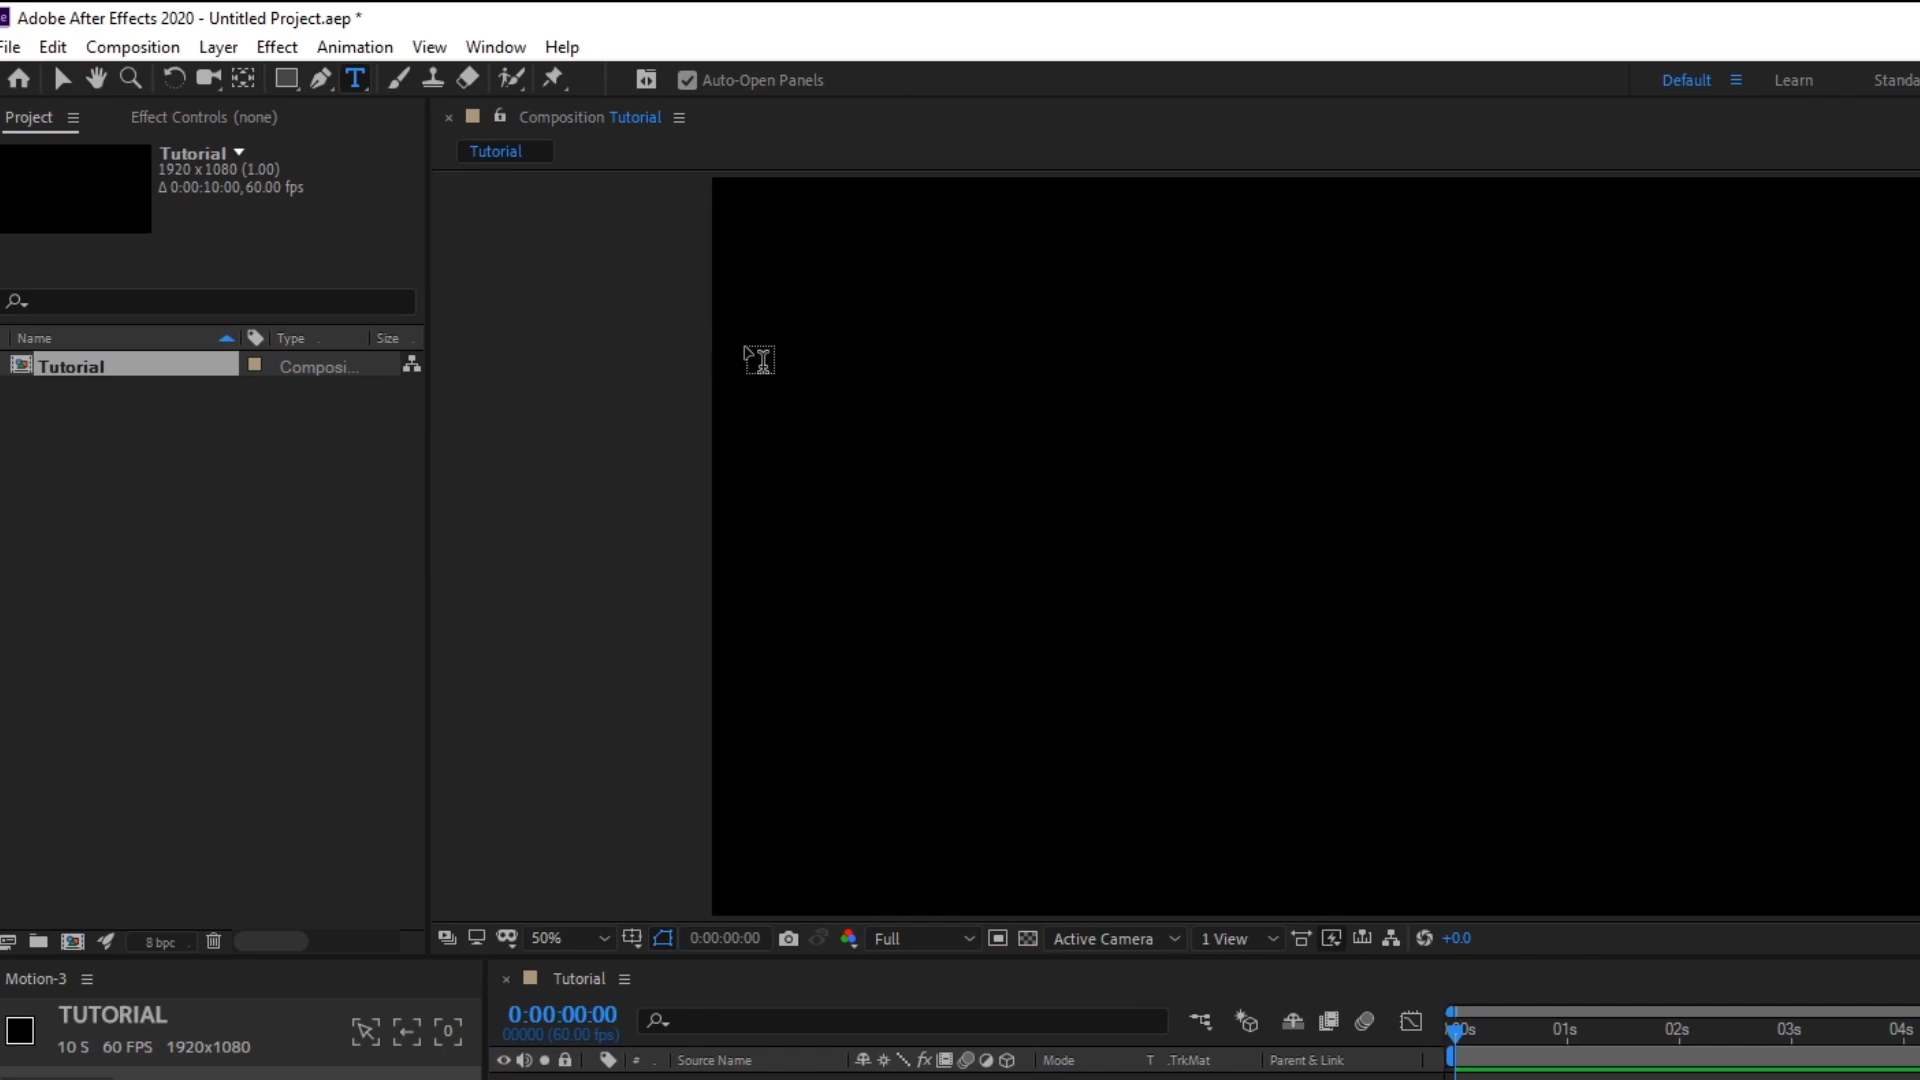 Adobe After Effects 2020 - Untitled Project.aep *
File Edit Composition Layer Effect Animation View Window Help
Auto-Open Panels Default Learn Standa
Project Effect Controls (none)
Composition Tutorial
Tutorial
Tutorial
1920 x 1080 (1.00)
Δ 0:00:10:00, 60.00 fps
Name Type Size
Tutorial Composi...
8 bpc
50% 0:00:00:00 Full Active Camera 1 View +0.0
Motion-3
TUTORIAL
10 S 60 FPS 1920x1080
Tutorial
0:00:00:00
00000 (60.00 fps)
:00s 01s 02s 03s 04s
# Source Name fx Mode T .TrkMat Parent & Link